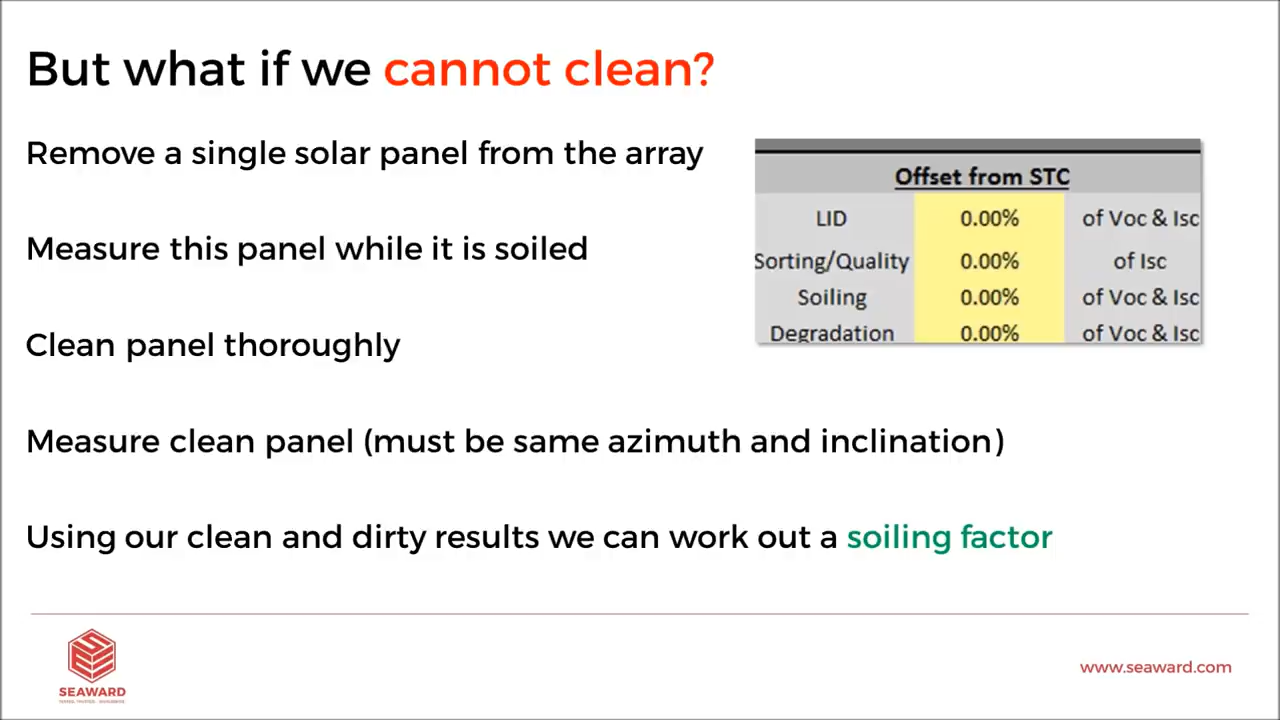 But what if we cannot clean?
Remove a single solar panel from the array
Measure this panel while it is soiled
Clean panel thoroughly
Measure clean panel (must be same azimuth and inclination)
Using our clean and dirty results we can work out a soiling factor
Offset from STC
LID 0.00% of Voc & Isc
Sorting/Quality 0.00% of Isc
Soiling 0.00% of Voc & Isc
Degradation 0.00% of Voc & Isc
SEAWARD
www.seaward.com